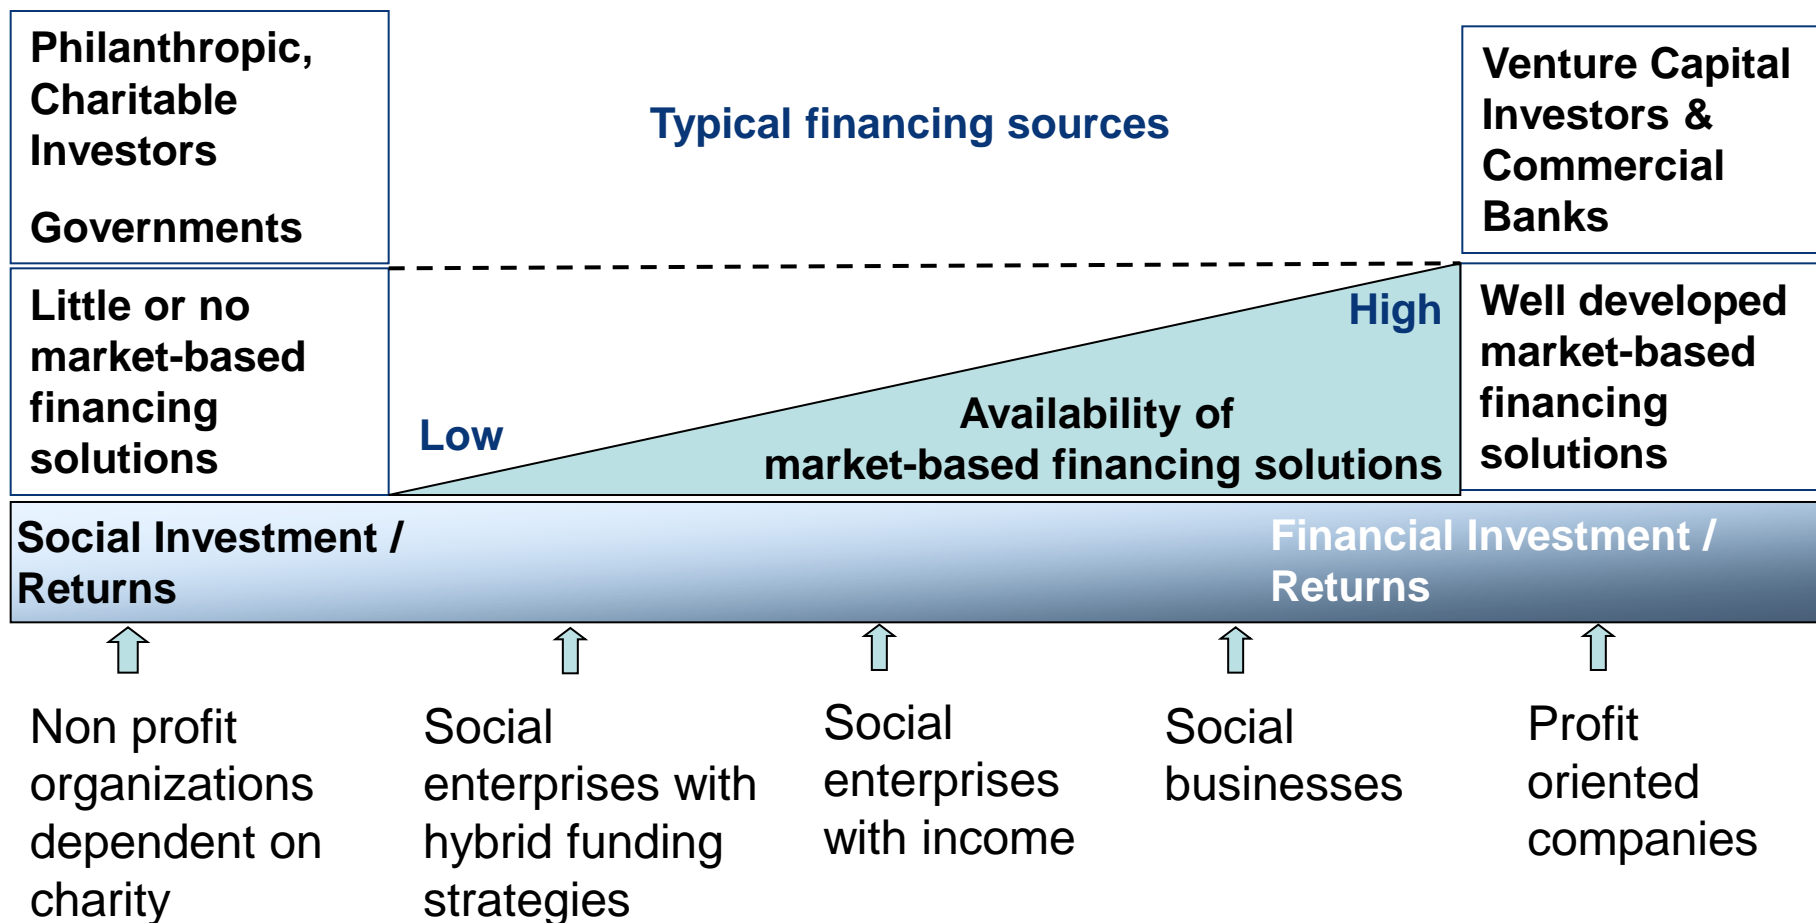 Philanthropic,
Charitable
Investors
Governments
Typical financing sources
Venture Capital
Investors &
Commercial
Banks
Little or no
market-based
financing
solutions
Low
High
Availability of
market-based financing solutions
Well developed
market-based
financing
solutions
Social Investment /
Returns
Financial Investment /
Returns
Non profit
organizations
dependent on
charity
Social
enterprises with
hybrid funding
strategies
Social
enterprises
with income
Social
businesses
Profit
oriented
companies